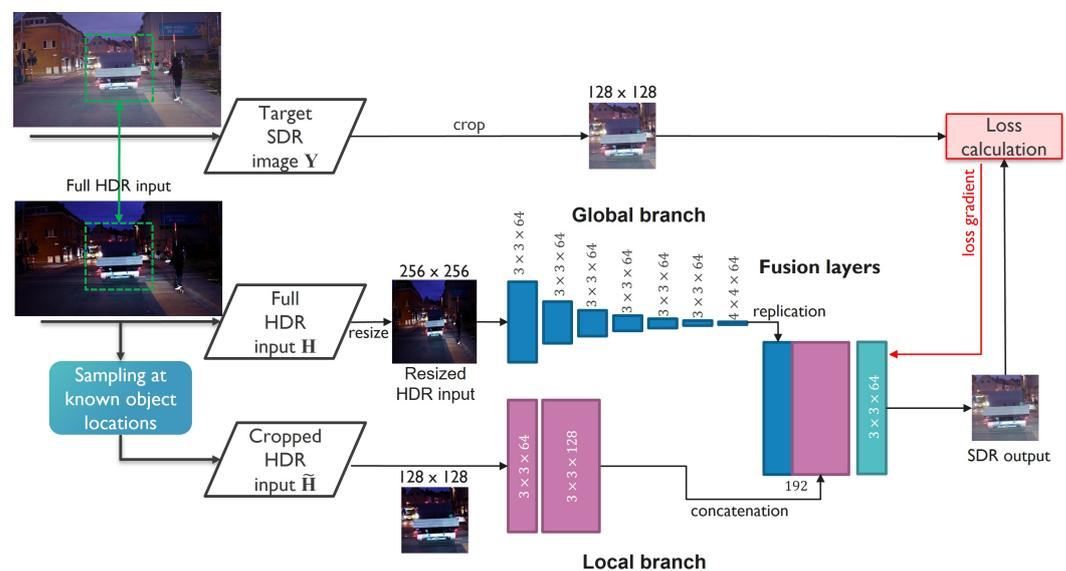 128 x 128
Target
SDR
image Y
crop
Loss
calculation
Full HDR input
loss gradient
Global branch
3 × 3 × 64
3 × 3 × 64
3 × 3 × 64
3 × 3 × 64
3 × 3 × 64
3 × 3 × 64
4 × 4 × 64
Fusion layers
256 x 256
Full
HDR
input H
resize
replication
Resized
HDR input
Sampling at
known object
locations
3 × 3 × 64
Cropped
HDR
input H̃
128 x 128
3 × 3 × 64
3 × 3 × 128
192
concatenation
SDR output
Local branch